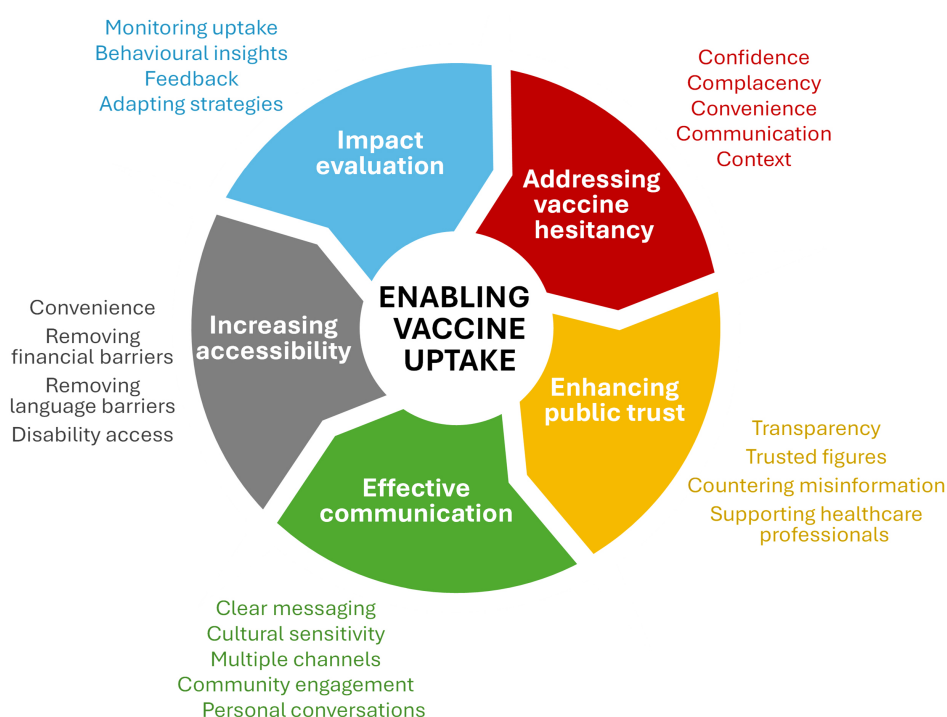 Monitoring uptake
Behavioural insights
Feedback
Adapting strategies
Confidence
Complacency
Convenience
Communication
Context
Impact
evaluation
Addressing
vaccine
hesitancy
ENABLING
VACCINE
UPTAKE
Convenience
Removing
financial barriers
Removing
language barriers
Disability access
Increasing
accessibility
Enhancing
public trust
Transparency
Trusted figures
Countering misinformation
Supporting healthcare
professionals
Effective
communication
Clear messaging
Cultural sensitivity
Multiple channels
Community engagement
Personal conversations